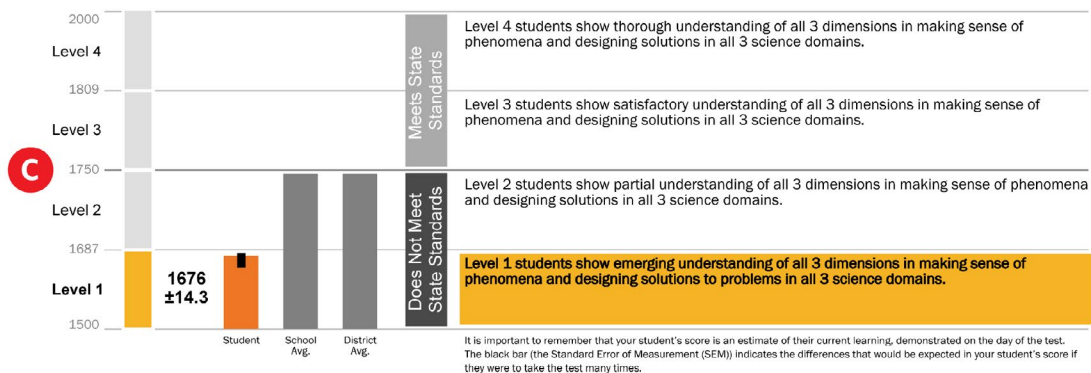 2000
Level 4
1809
Level 3
C
1750
Level 2
1687
Level 1
1500
1676
±14.3
Student
School
Avg.
District
Avg.
Meets State
Standards
Does Not Meet
State Standards
Level 4 students show thorough understanding of all 3 dimensions in making sense of
phenomena and designing solutions in all 3 science domains.
Level 3 students show satisfactory understanding of all 3 dimensions in making sense of
phenomena and designing solutions in all 3 science domains.
Level 2 students show partial understanding of all 3 dimensions in making sense of phenomena
and designing solutions in all 3 science domains.
Level 1 students show emerging understanding of all 3 dimensions in making sense of
phenomena and designing solutions to problems in all 3 science domains.
It is important to remember that your student's score is an estimate of their current learning, demonstrated on the day of the test.
The black bar (the Standard Error of Measurement (SEM)) indicates the differences that would be expected in your student's score if
they were to take the test many times.